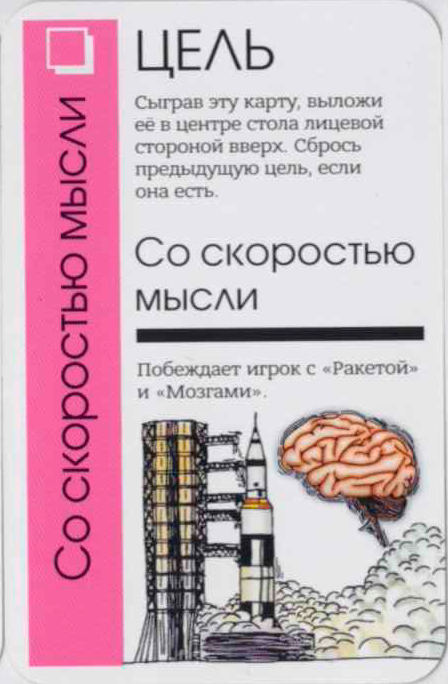 Со скоростью мысли
ЦЕЛЬ
Сыграв эту карту, выложи
её в центре стола лицевой
стороной вверх. Сбрось
предыдущую цель, если
она есть.
Со скоростью
мысли
Побеждает игрок с «Ракетой»
и «Мозгами».